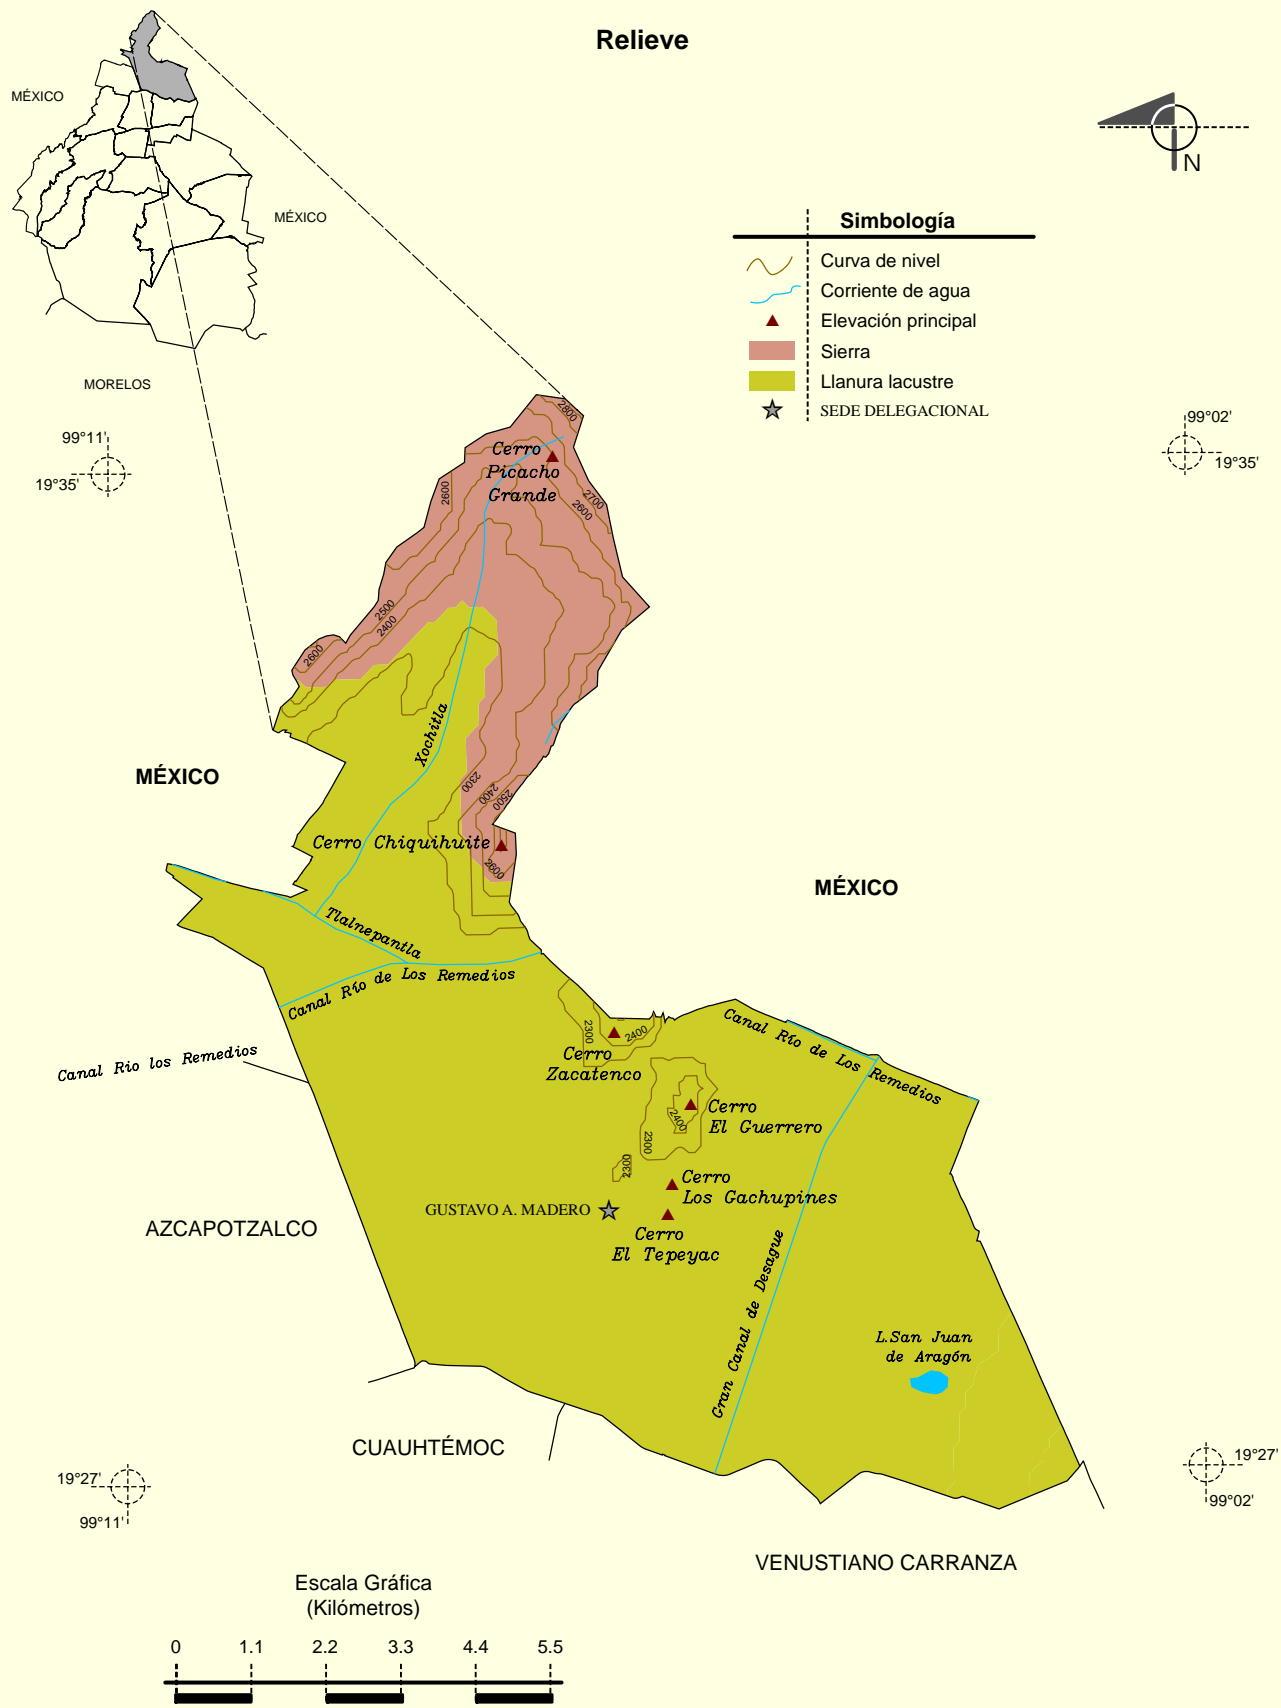 Relieve
MÉXICO
MÉXICO
MORELOS
N
Simbología
Curva de nivel
Corriente de agua
Elevación principal
Sierra
Llanura lacustre
SEDE DELEGACIONAL
99°11'
19°35'
99°02'
19°35'
2800
Cerro
Picacho
Grande
2600
2700
2600
2500
2400
2600
Xochitla
MÉXICO
2300
2400
2500
Cerro Chiquihuite
2600
MÉXICO
Tlalnepantla
Canal Río de Los Remedios
Canal Río de Los Remedios
2300
2400
Cerro
Zacatenco
Canal Rio los Remedios
2400
Cerro
El Guerrero
2300
2300
Cerro
Los Gachupines
GUSTAVO A. MADERO
Cerro
El Tepeyac
AZCAPOTZALCO
Gran Canal de Desague
L.San Juan
de Aragón
CUAUHTÉMOC
19°27'
99°11'
19°27'
99°02'
VENUSTIANO CARRANZA
Escala Gráfica
(Kilómetros)
0 1.1 2.2 3.3 4.4 5.5